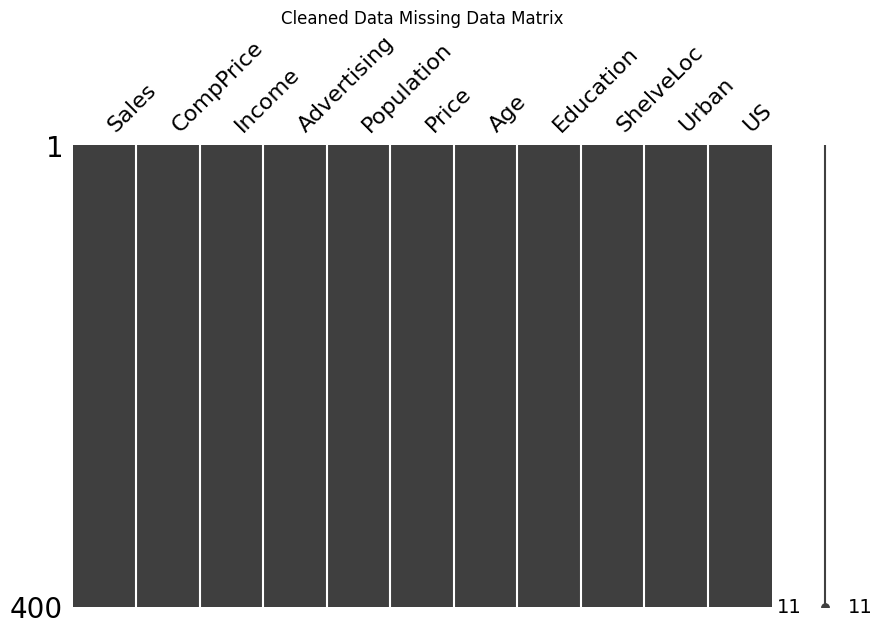 Cleaned Data Missing Data Matrix
Sales CompPrice Income Advertising Population Price Age Education ShelveLoc Urban US
1
400 11 11